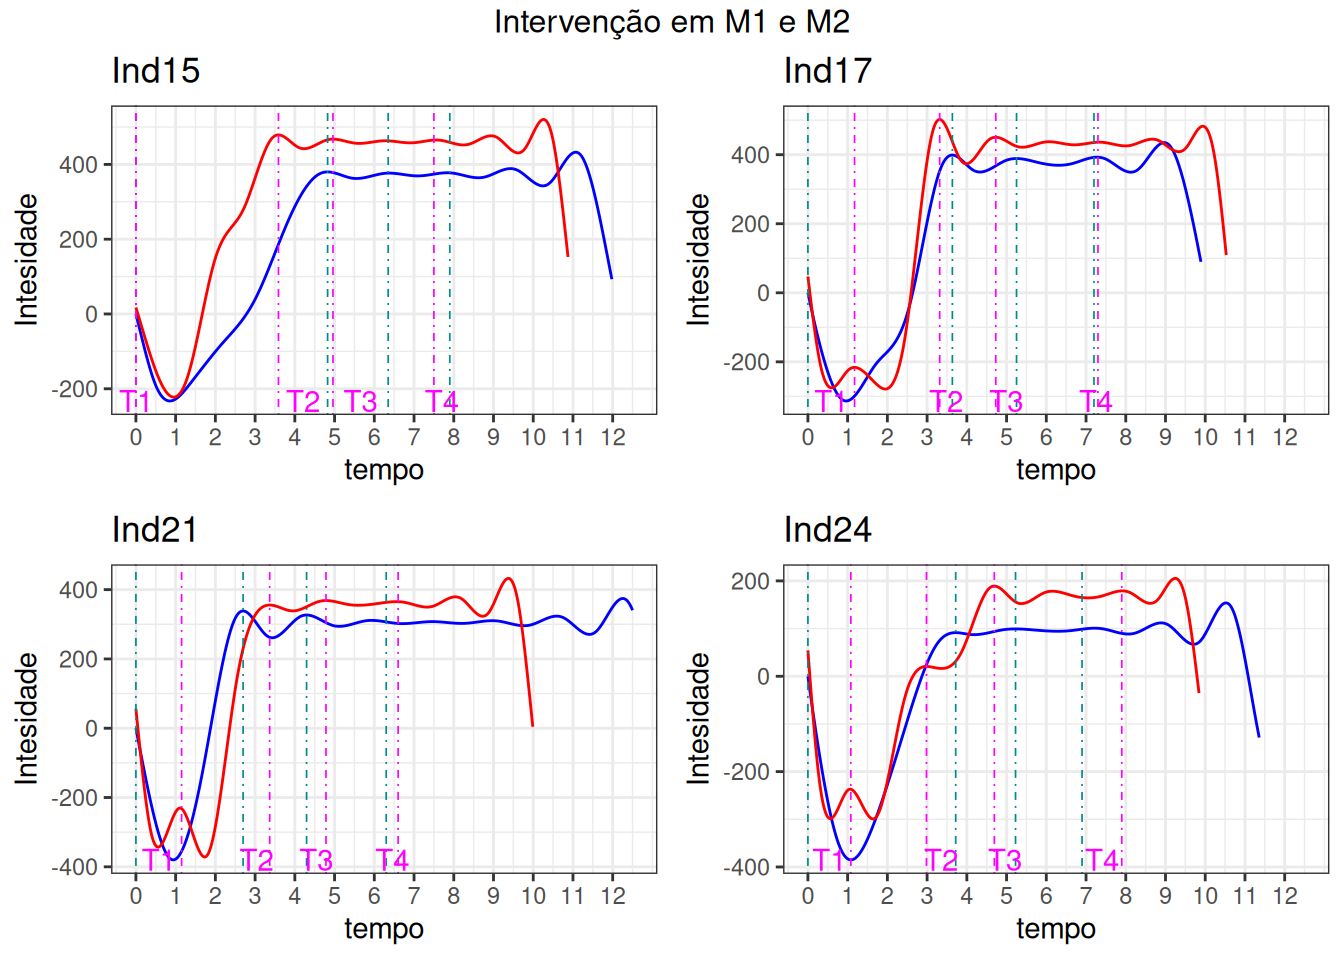 Intervenção em M1 e M2
Ind15
Intesidade
400
200
0
-200
T1 T2 T3 T4
0 1 2 3 4 5 6 7 8 9 10 11 12
tempo
Ind17
Intesidade
400
200
0
-200
T1 T2 T3 T4
0 1 2 3 4 5 6 7 8 9 10 11 12
tempo
Ind21
Intesidade
400
200
0
-200
-400
T1 T2 T3 T4
0 1 2 3 4 5 6 7 8 9 10 11 12
tempo
Ind24
Intesidade
200
0
-200
-400
T1 T2 T3 T4
0 1 2 3 4 5 6 7 8 9 10 11 12
tempo